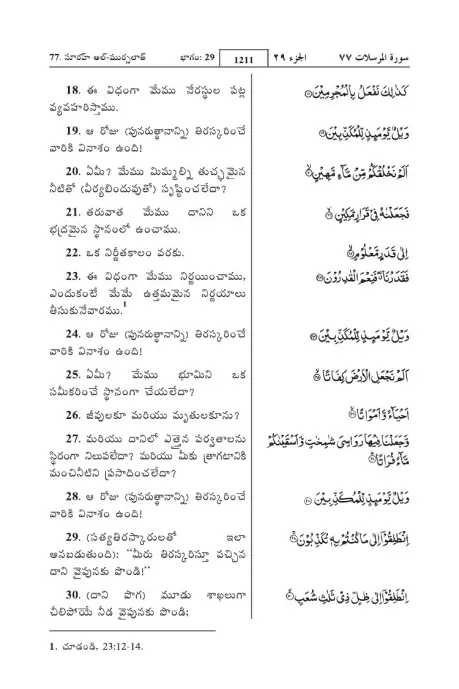 77. సూరహ్ అల్-ముర్సలాత్ భాగం: 29 1211 الجزء ٢٩ سورة المرسلات ٧٧
18. ఈ విధంగా మేము నేరస్థుల పట్ల
వ్యవహరిస్తాము.
كَذٰلِكَ نَفْعَلُ بِالْمُجْرِمِيْنَ ۝
19. ఆ రోజు (పునరుత్థానాన్ని) తిరస్కరించే
వారికి వినాశం ఉంది!
وَيْلٌ يَّوْمَىِٕذٍ لِّلْمُكَذِّبِيْنَ ۝
20. ఏమీ? మేము మిమ్మల్ని తుచ్ఛమైన
నీటితో (వీర్యబిందువుతో) సృష్టించలేదా?
اَلَمْ نَخْلُقْكُّمْ مِّنْ مَّآءٍ مَّهِيْنٍ ۝
21. తరువాత మేము దానిని ఒక
భద్రమైన స్థానంలో ఉంచాము.
فَجَعَلْنٰهُ فِيْ قَرَارٍ مَّكِيْنٍ ۝
22. ఒక నిర్ణీతకాలం వరకు.
اِلٰى قَدَرٍ مَّعْلُوْمٍ ۝
23. ఈ విధంగా మేము నిర్ణయించాము,
ఎందుకంటే మేమే ఉత్తమమైన నిర్ణయాలు
తీసుకునేవారము.1
فَقَدَرْنَا ۖ فَنِعْمَ الْقٰدِرُوْنَ ۝
24. ఆ రోజు (పునరుత్థానాన్ని) తిరస్కరించే
వారికి వినాశం ఉంది!
وَيْلٌ يَّوْمَىِٕذٍ لِّلْمُكَذِّبِيْنَ ۝
25. ఏమీ? మేము భూమిని ఒక
సమీకరించే స్థానంగా చేయలేదా?
اَلَمْ نَجْعَلِ الْاَرْضَ كِفَاتًا ۝
26. జీవులకూ మరియు మృతులకూను?
اَحْيَآءً وَّاَمْوَاتًا ۝
27. మరియు దానిలో ఎత్తైన పర్వతాలను
స్థిరంగా నిలుపలేదా? మరియు మీకు త్రాగటానికి
మంచినీటిని ప్రసాదించలేదా?
وَّجَعَلْنَا فِيْهَا رَوَاسِيَ شٰمِخٰتٍ وَّاَسْقَيْنٰكُمْ
مَّآءً فُرَاتًا ۝
28. ఆ రోజు (పునరుత్థానాన్ని) తిరస్కరించే
వారికి వినాశం ఉంది!
وَيْلٌ يَّوْمَىِٕذٍ لِّلْمُكَذِّبِيْنَ ۝
29. (సత్యతిరస్కారులతో ఇలా
అనబడుతుంది): "మీరు తిరస్కరిస్తూ వచ్చిన
దాని వైపునకు పొండి!"
اِنْطَلِقُوْٓا اِلٰى مَا كُنْتُمْ بِهٖ تُكَذِّبُوْنَ ۝
30. (దాని పొగ) మూడు శాఖలుగా
చీలిపోయే నీడ వైపునకు పొండి;
اِنْطَلِقُوْٓا اِلٰى ظِلٍّ ذِيْ ثَلٰثِ شُعَبٍ ۝
1. చూడండి, 23:12-14.